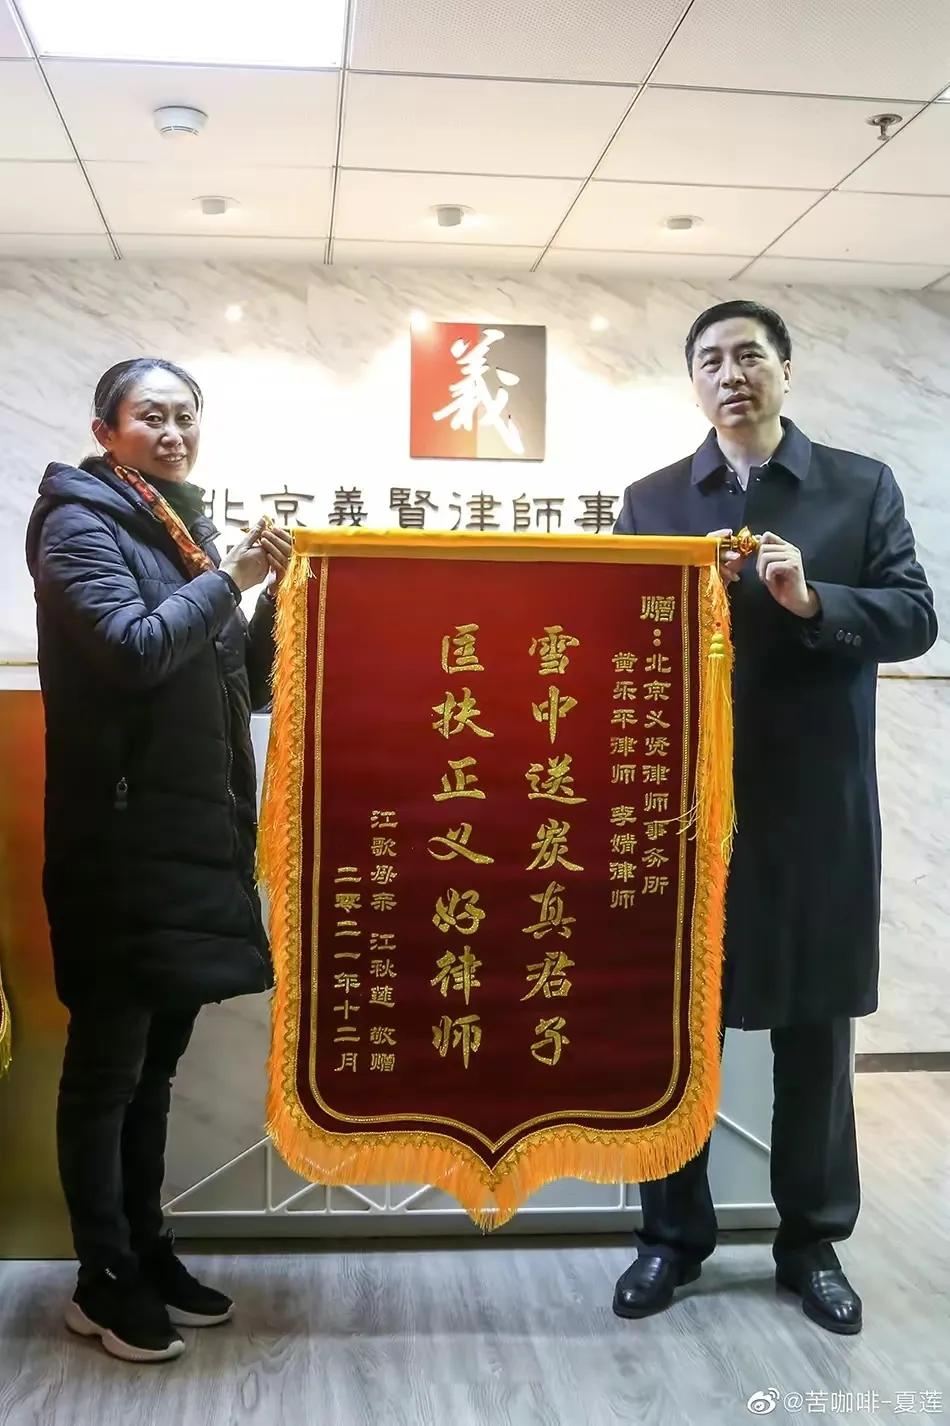 義
北京義賢律師事
赠：北京义贤律师事务所
黄乐平律师 李婧律师
雪中送炭真君子
匡扶正义好律师
江歌母亲 江秋莲 敬赠
二零二一年十二月
@苦咖啡-夏莲